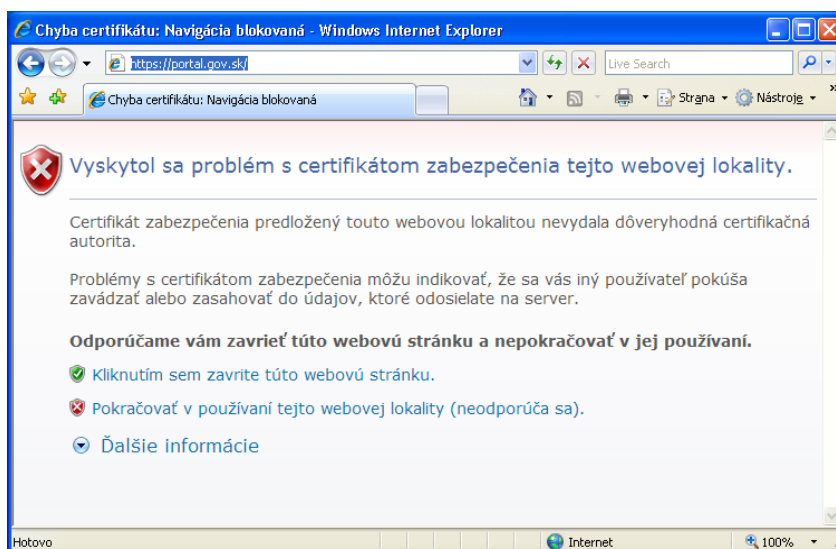 Chyba certifikátu: Navigácia blokovaná - Windows Internet Explorer
https://portal.gov.sk/
Live Search
Chyba certifikátu: Navigácia blokovaná
Strana
Nástroje
»
Vyskytol sa problém s certifikátom zabezpečenia tejto webovej lokality.
Certifikát zabezpečenia predložený touto webovou lokalitou nevydala dôveryhodná certifikačná
autorita.
Problémy s certifikátom zabezpečenia môžu indikovať, že sa vás iný používateľ pokúša
zavádzať alebo zasahovať do údajov, ktoré odosielate na server.
Odporúčame vám zavrieť túto webovú stránku a nepokračovať v jej používaní.
Kliknutím sem zavrite túto webovú stránku.
Pokračovať v používaní tejto webovej lokality (neodporúča sa).
Ďalšie informácie
Hotovo
Internet
100%